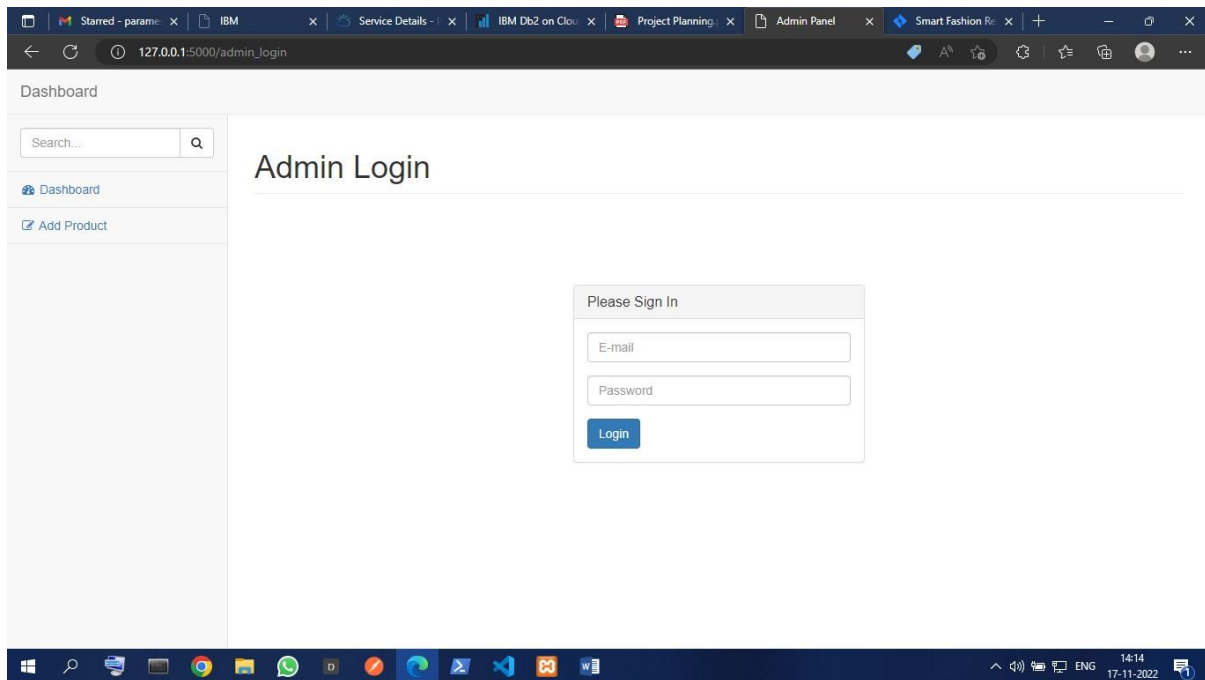 Starred - parame
IBM
Service Details -
IBM Db2 on Clou
Project Planning.
Admin Panel
Smart Fashion Re
127.0.0.1:5000/admin_login
Dashboard
Search...
Dashboard
Add Product
Admin Login
Please Sign In
E-mail
Password
Login
ENG
14:14
17-11-2022